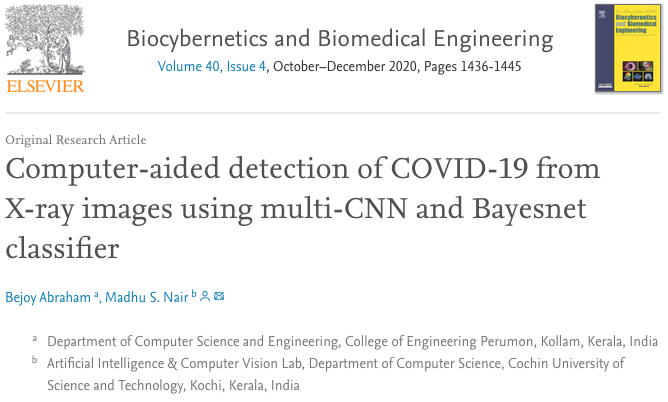 Biocybernetics and Biomedical Engineering
Volume 40, Issue 4, October–December 2020, Pages 1436-1445
ELSEVIER
Biocybernetics
and Biomedical
Engineering
Original Research Article
Computer-aided detection of COVID-19 from
X-ray images using multi-CNN and Bayesnet
classifier
Bejoy Abraham a, Madhu S. Nair b
a Department of Computer Science and Engineering, College of Engineering Perumon, Kollam, Kerala, India
b Artificial Intelligence & Computer Vision Lab, Department of Computer Science, Cochin University of
Science and Technology, Kochi, Kerala, India